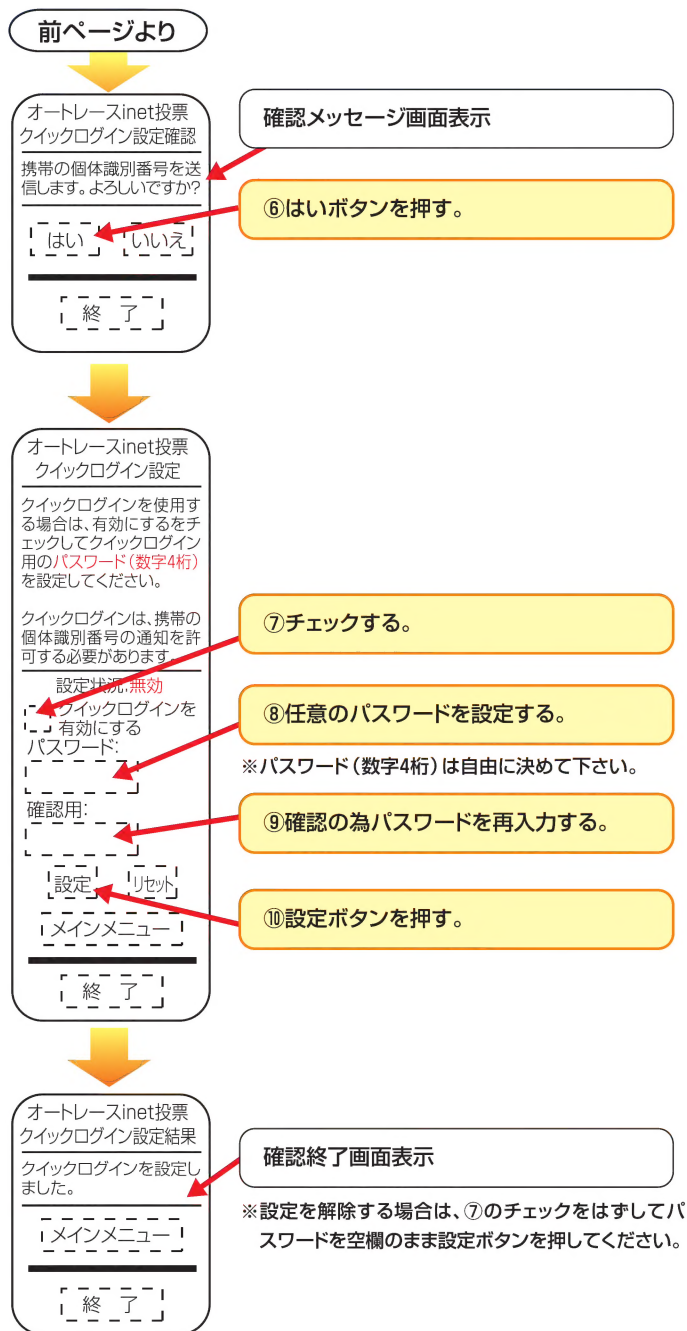 前ページより
オートレースinet投票
クイックログイン設定確認
携帯の個体識別番号を送
信します。よろしいですか?
はい いいえ
終 了
確認メッセージ画面表示
⑥はいボタンを押す。
オートレースinet投票
クイックログイン設定
クイックログインを使用す
る場合は、有効にするをチ
ェックしてクイックログイン
用のパスワード(数字4桁)
を設定してください。
クイックログインは、携帯の
個体識別番号の通知を許
可する必要があります。
設定状況:無効
クイックログインを
有効にする
パスワード:
確認用:
設定 リセット
メインメニュー
終 了
⑦チェックする。
⑧任意のパスワードを設定する。
※パスワード(数字4桁)は自由に決めて下さい。
⑨確認の為パスワードを再入力する。
⑩設定ボタンを押す。
オートレースinet投票
クイックログイン設定結果
クイックログインを設定し
ました。
メインメニュー
終 了
確認終了画面表示
※設定を解除する場合は、⑦のチェックをはずしてパ
スワードを空欄のまま設定ボタンを押してください。